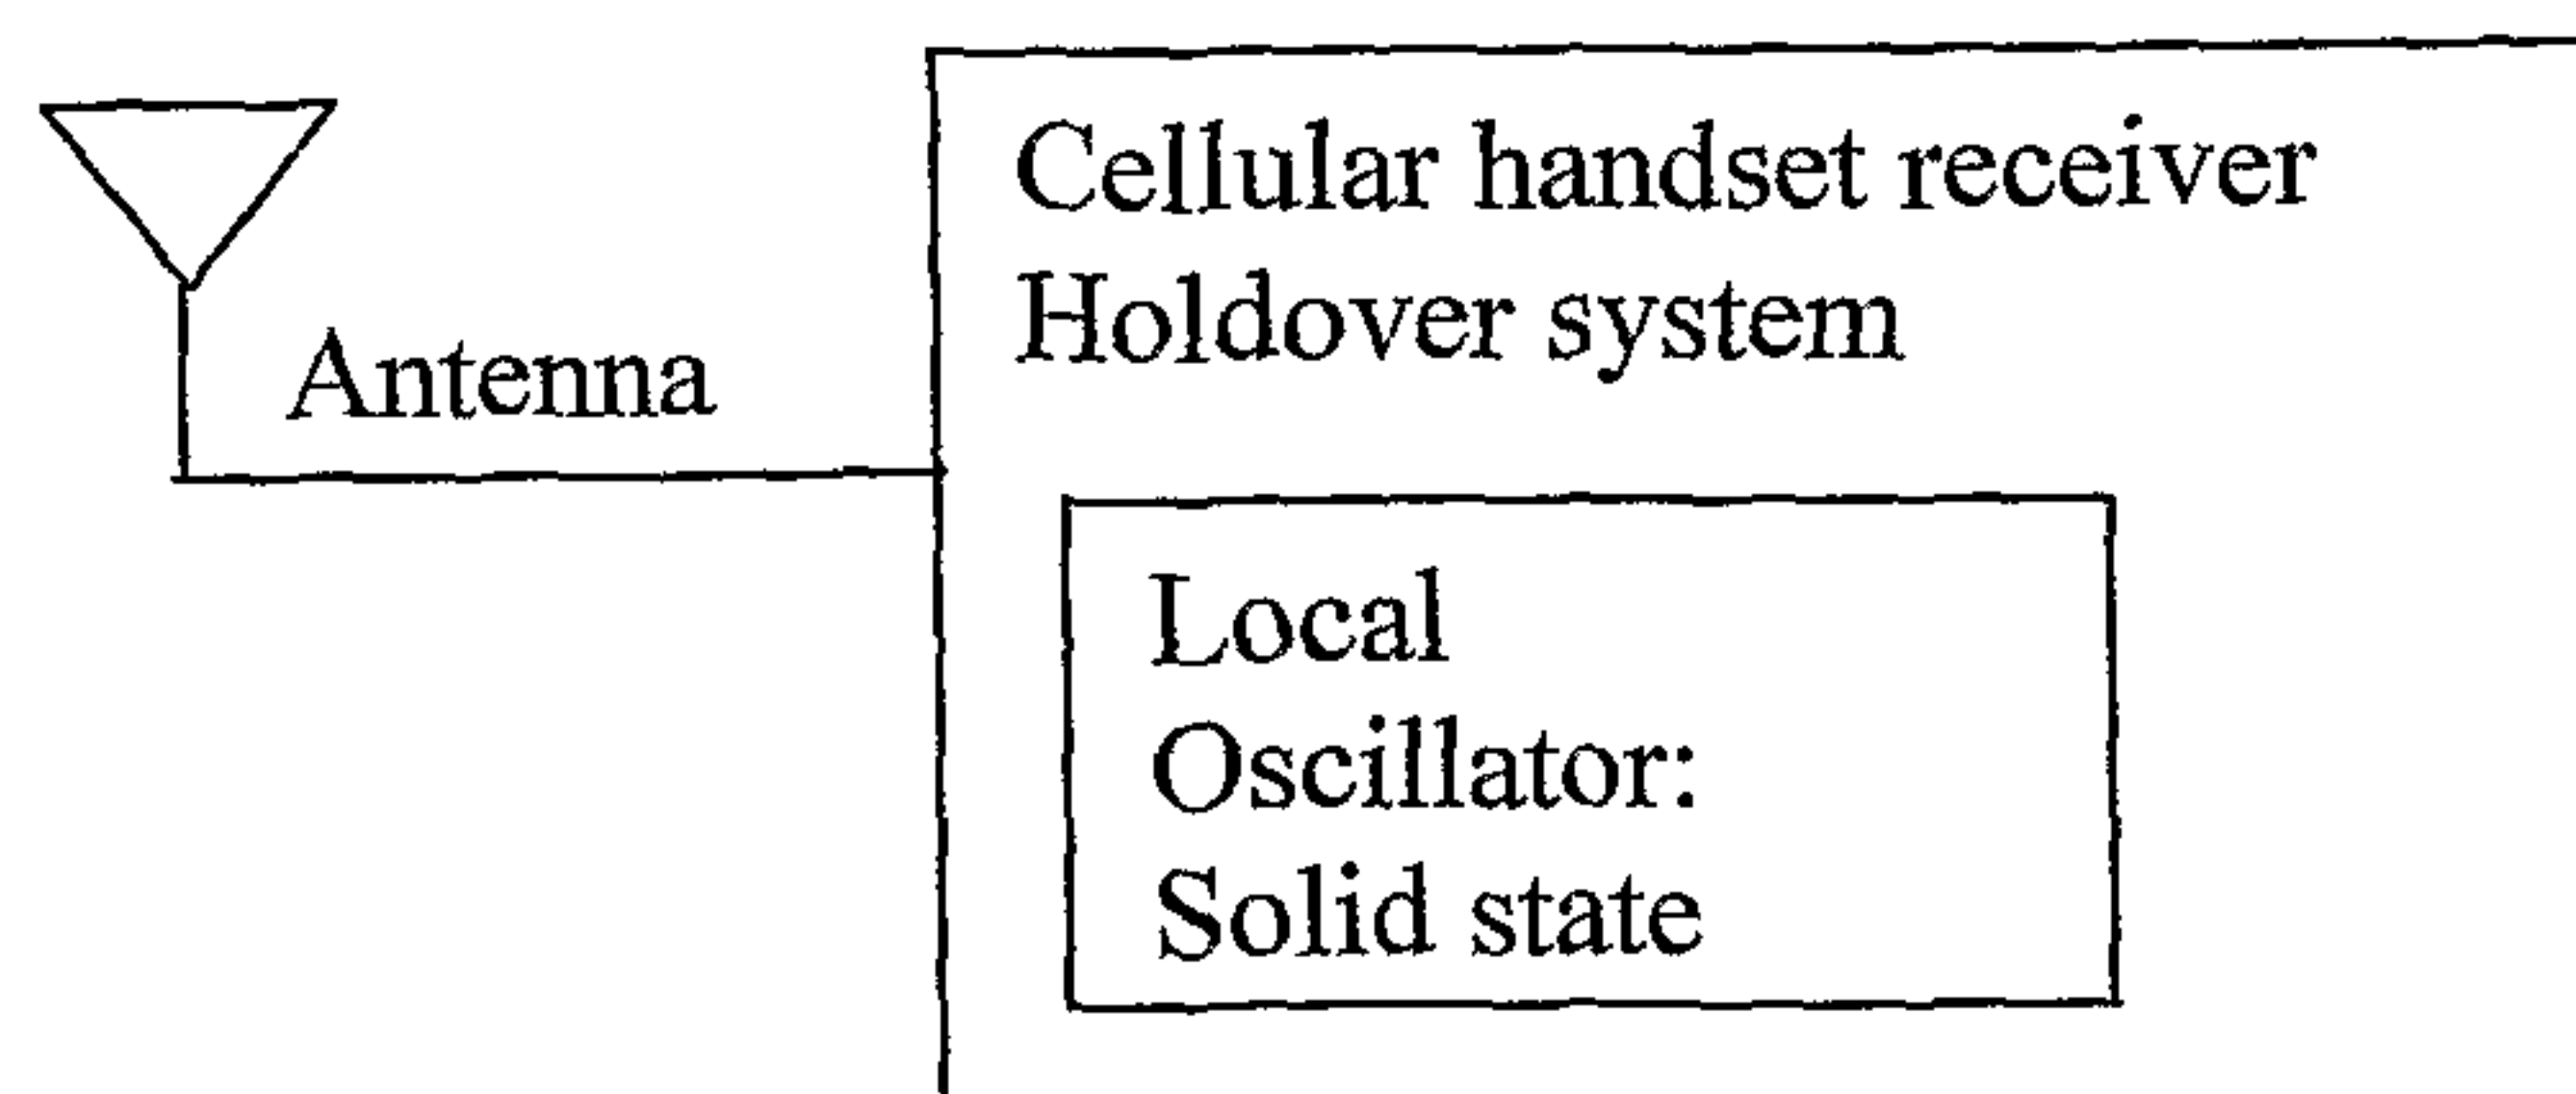 Cellular handset receiver
Holdover system
Antenna
Local
Oscillator:
Solid state